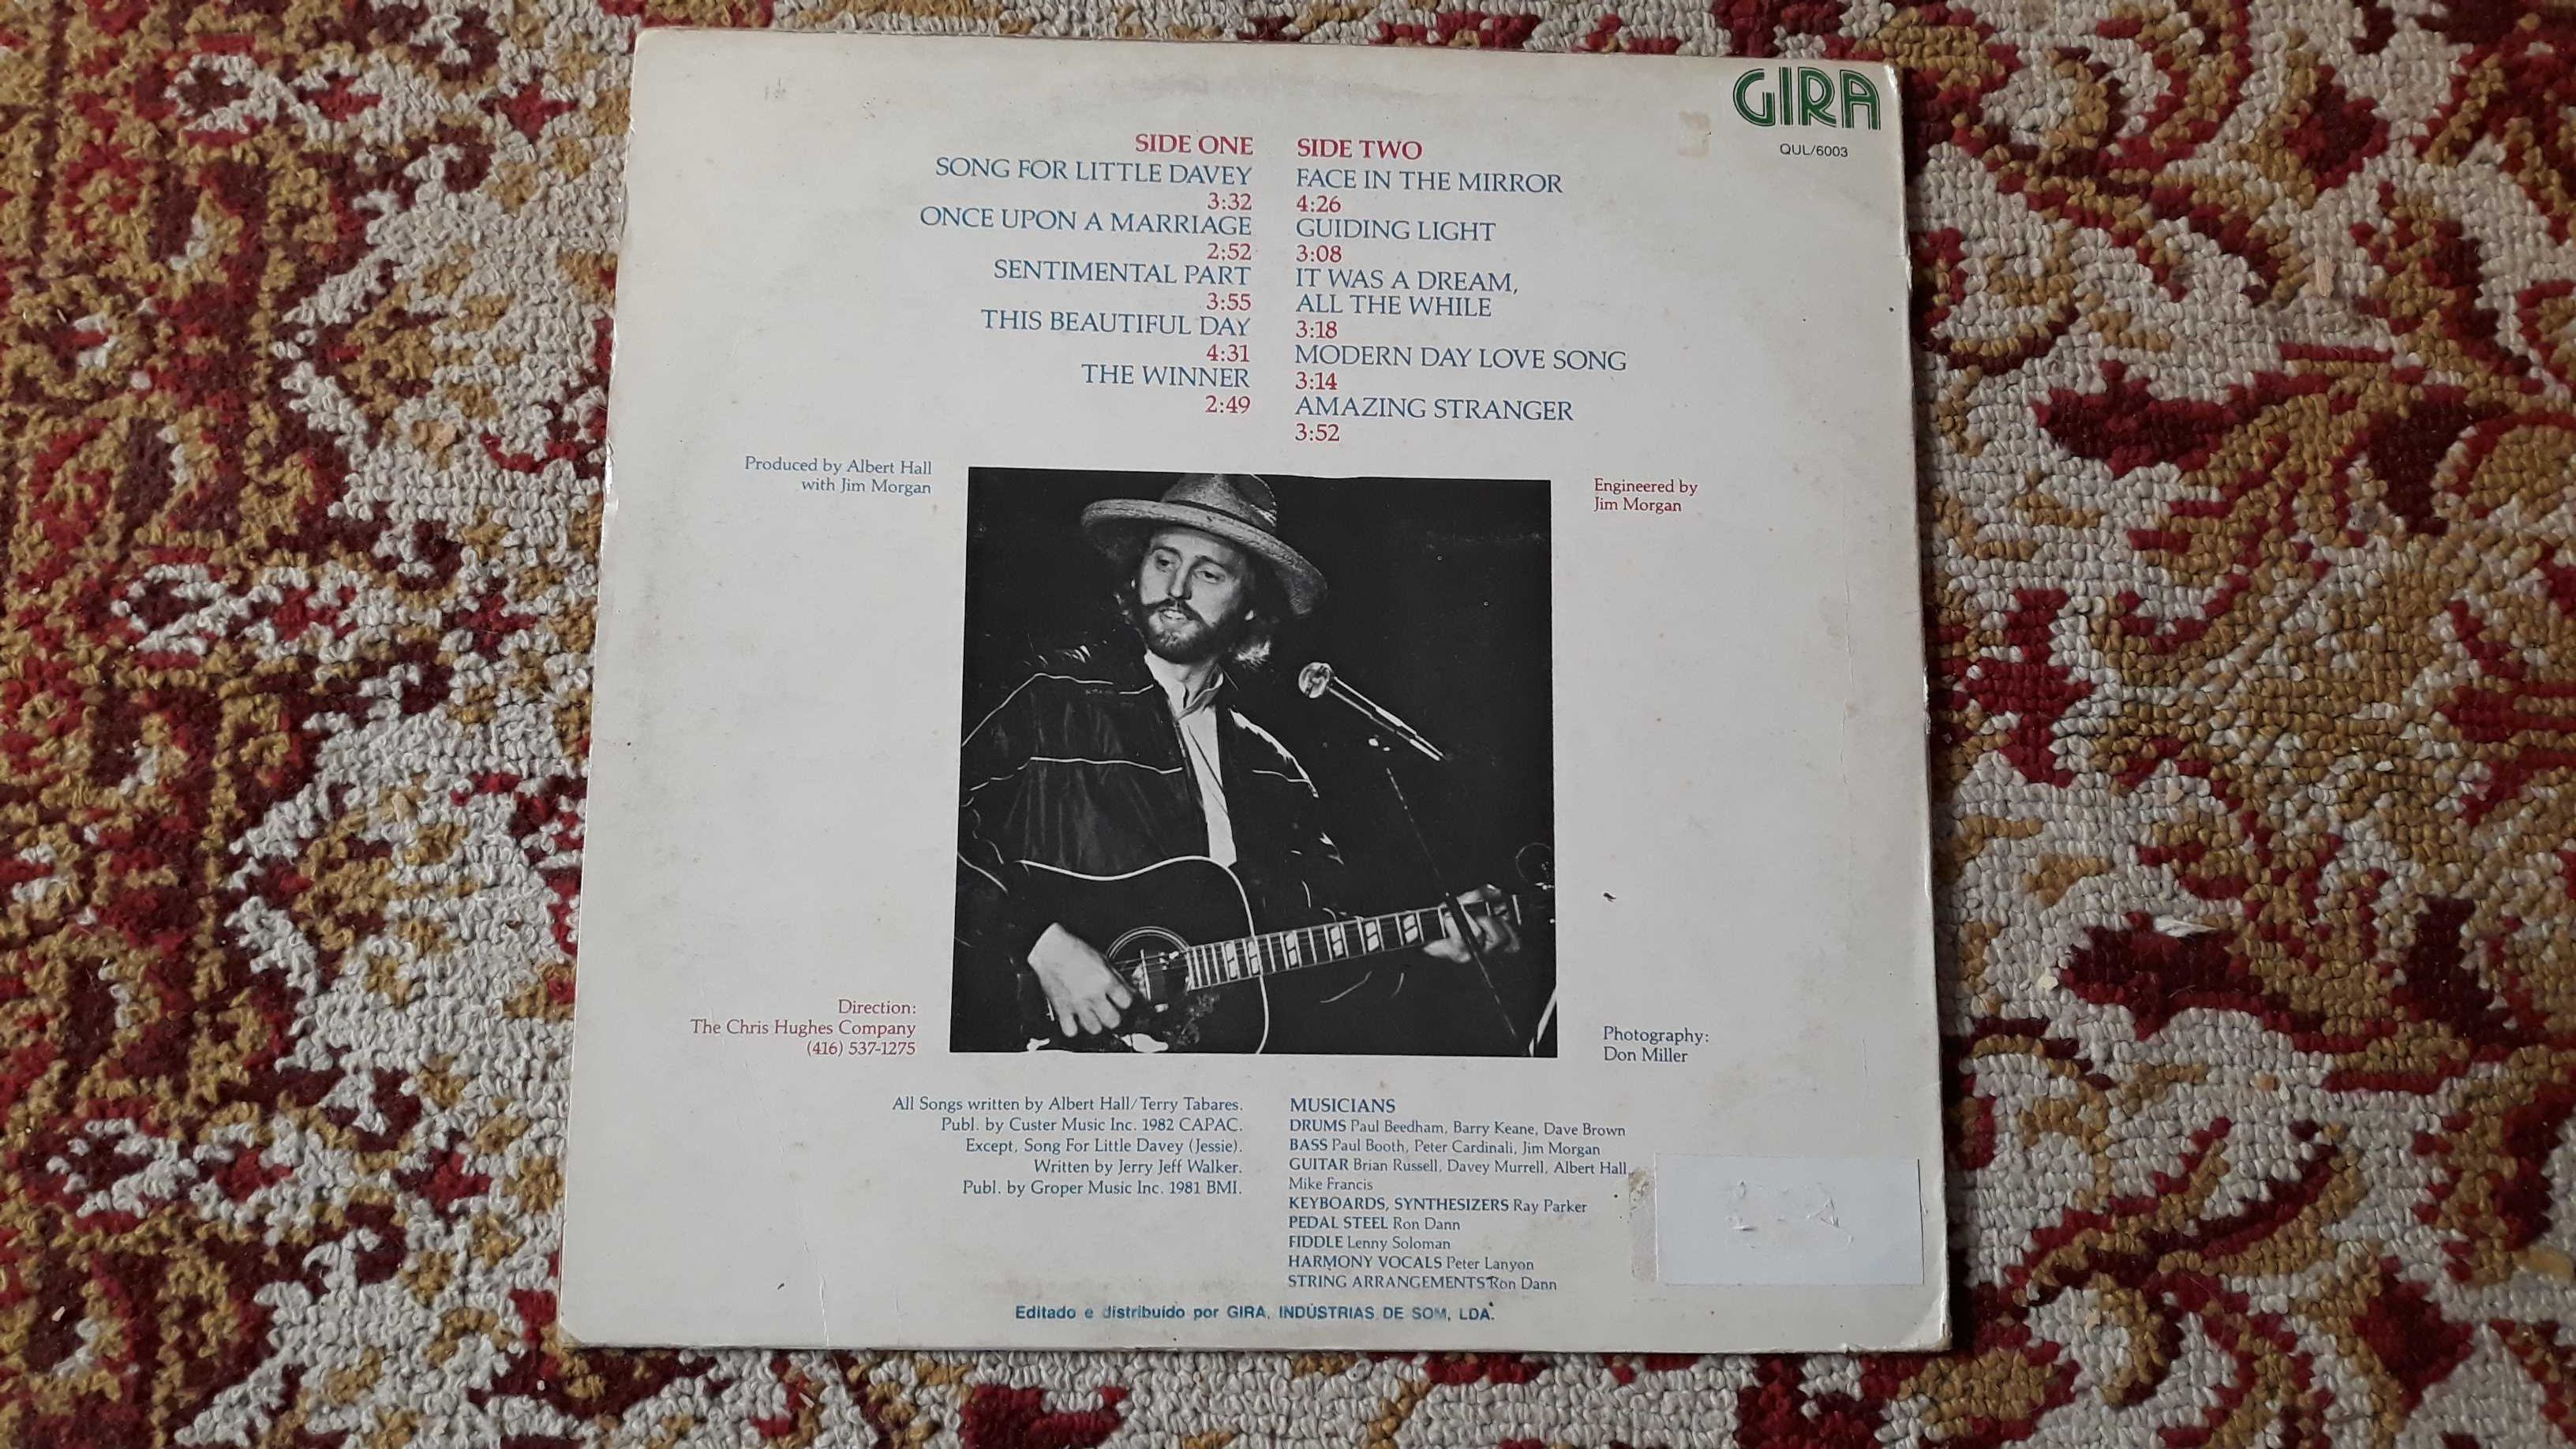 GIRA
QUL/6003
SIDE ONE
SONG FOR LITTLE DAVEY
3:32
ONCE UPON A MARRIAGE
2:52
SENTIMENTAL PART
3:55
THIS BEAUTIFUL DAY
4:31
THE WINNER
2:49
SIDE TWO
FACE IN THE MIRROR
4:26
GUIDING LIGHT
3:08
IT WAS A DREAM,
ALL THE WHILE
3:18
MODERN DAY LOVE SONG
3:14
AMAZING STRANGER
3:52
Produced by Albert Hall
with Jim Morgan
Engineered by
Jim Morgan
Direction:
The Chris Hughes Company
(416) 537-1275
Photography:
Don Miller
All Songs written by Albert Hall/Terry Tabares.
Publ. by Custer Music Inc. 1982 CAPAC.
Except, Song For Little Davey (Jessie).
Written by Jerry Jeff Walker.
Publ. by Groper Music Inc. 1981 BMI.
MUSICIANS
DRUMS Paul Beedham, Barry Keane, Dave Brown
BASS Paul Booth, Peter Cardinali, Jim Morgan
GUITAR Brian Russell, Davey Murrell, Albert Hall,
Mike Francis
KEYBOARDS, SYNTHESIZERS Ray Parker
PEDAL STEEL Ron Dann
FIDDLE Lenny Soloman
HARMONY VOCALS Peter Lanyon
STRING ARRANGEMENTS Ron Dann
Editado e distribuído por GIRA, INDÚSTRIAS DE SOM, LDA.